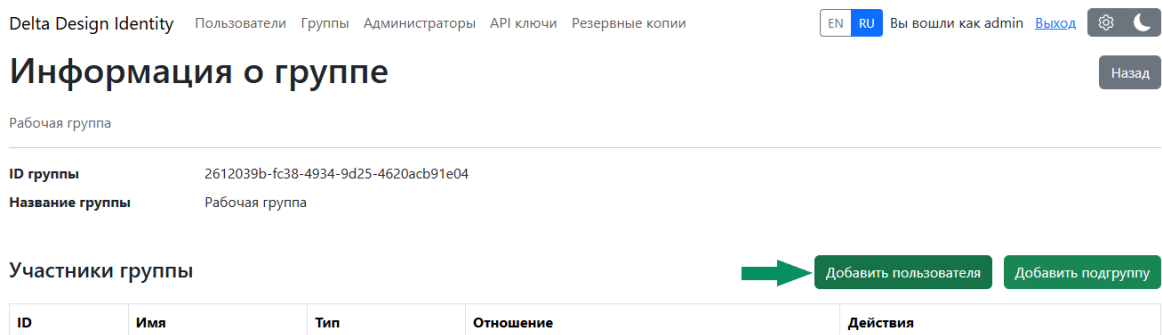 Delta Design Identity Пользователи Группы Администраторы API ключи Резервные копии EN RU Вы вошли как admin Выход
Информация о группе Назад
Рабочая группа
ID группы 2612039b-fc38-4934-9d25-4620acb91e04
Название группы Рабочая группа
Участники группы Добавить пользователя Добавить подгруппу
ID Имя Тип Отношение Действия